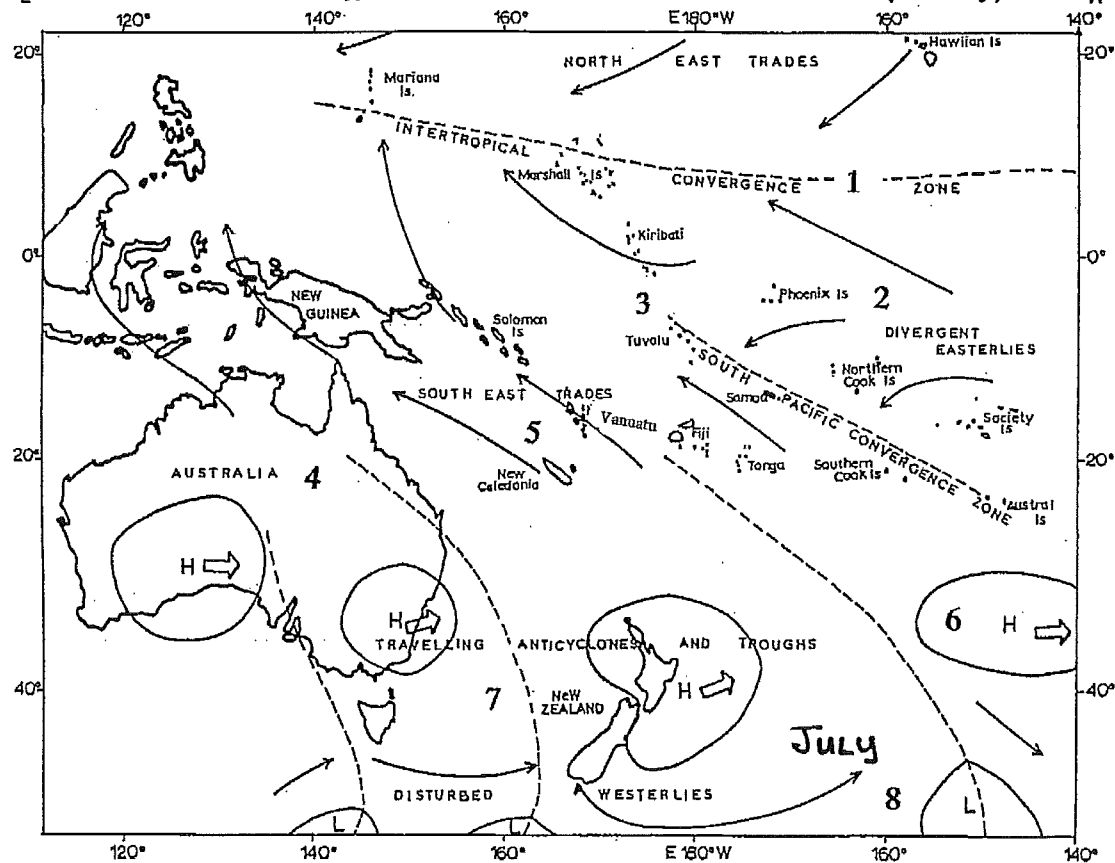 120° 140° 160° E 180° W 160° 140°
20° 20°
Hawiian Is
NORTH EAST TRADES
Mariana
Is.
INTERTROPICAL
CONVERGENCE 1 ZONE
Marshall Is
Kiribati
0° 0°
3 Phoenix Is 2
NEW
GUINEA
Solomon
Is
Tuvalu
DIVERGENT
EASTERLIES
SOUTH PACIFIC CONVERGENCE ZONE
Northern
Cook Is
Samoa
Society
Is
SOUTH EAST TRADES
5 Vanuatu
Fiji
Tonga
Southern
Cook Is
20° 20°
New
Caledonia
AUSTRALIA 4
Austral
Is
H
H
6 H
TRAVELLING ANTICYCLONES AND TROUGHS
H
40° 40°
7 NEW
ZEALAND
JULY
DISTURBED WESTERLIES 8
L L L
120° 140° 160° E 180° W 160° 140°